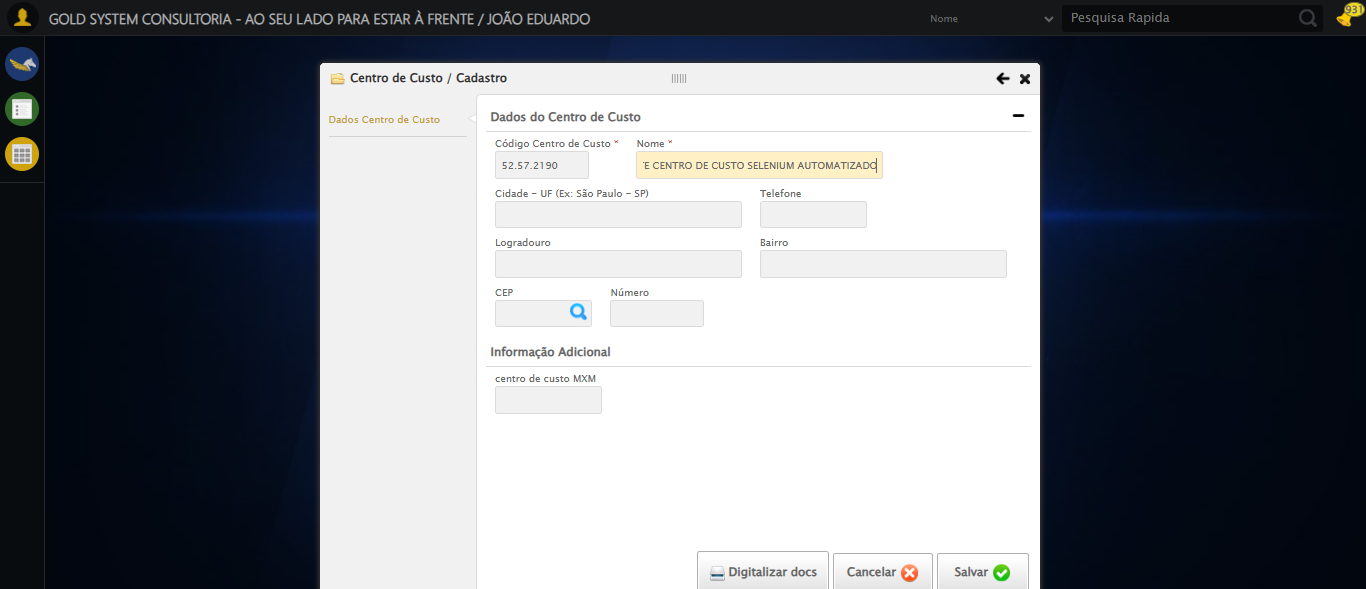 GOLD SYSTEM CONSULTORIA - AO SEU LADO PARA ESTAR À FRENTE / JOÃO EDUARDO
Nome
Pesquisa Rapida
931
Centro de Custo / Cadastro
Dados Centro de Custo
Dados do Centro de Custo
Código Centro de Custo * Nome *
52.57.2190 E CENTRO DE CUSTO SELENIUM AUTOMATIZADO
Cidade - UF (Ex: São Paulo - SP) Telefone
Logradouro Bairro
CEP Número
Informação Adicional
centro de custo MXM
Digitalizar docs Cancelar Salvar